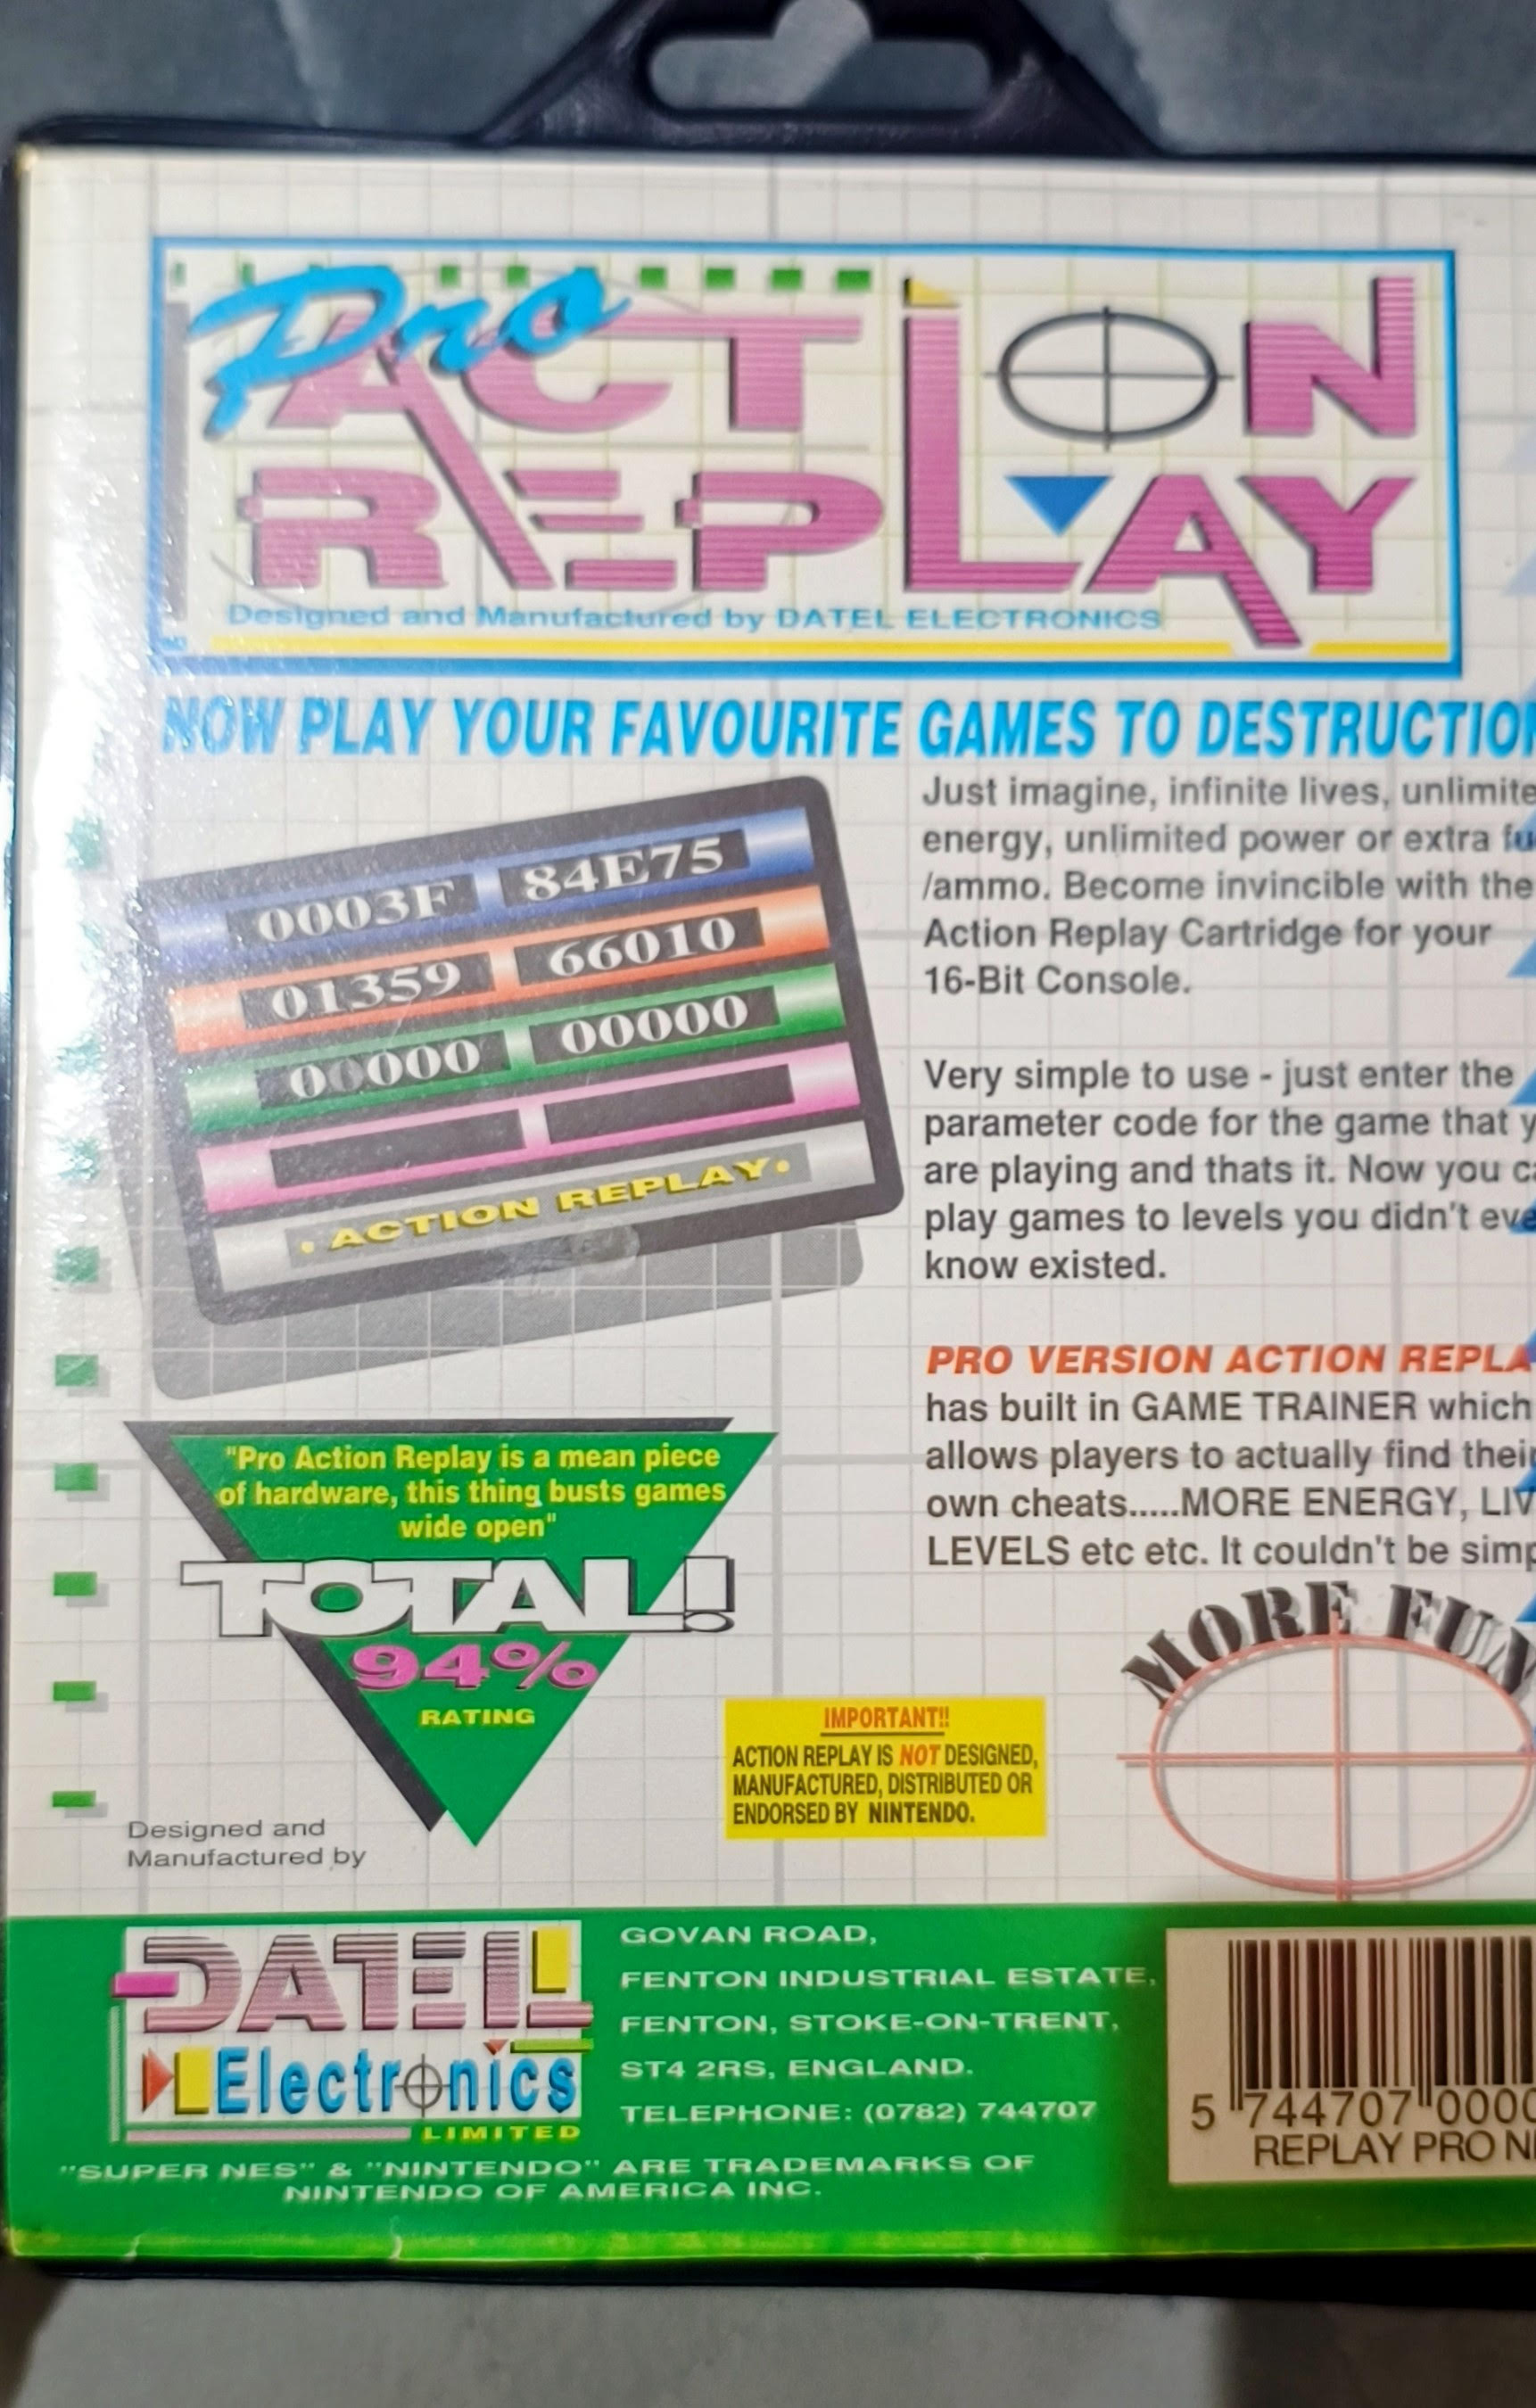 Pro
ACTION
REPLAY
Designed and Manufactured by DATEL ELECTRONICS
NOW PLAY YOUR FAVOURITE GAMES TO
0003F 84E75
01359 66010
00000 00000
• ACTION REPLAY •
Just imagine, infinite lives,
energy, unlimited power or extra
/ammo. Become invincible with the
Action Replay Cartridge for your
16-Bit Console.
Very simple to use - just enter the
parameter code for the game that
are playing and thats it. Now you
play games to levels you didn't
know existed.
PRO VERSION ACTION
has built in GAME TRAINER which
allows players to actually find
own cheats.....MORE ENERGY,
LEVELS etc etc. It couldn't be
"Pro Action Replay is a mean piece
of hardware, this thing busts games
wide open"
TOTAL!
94%
RATING
MORE FUN
IMPORTANT!!
ACTION REPLAY IS NOT DESIGNED,
MANUFACTURED, DISTRIBUTED OR
ENDORSED BY NINTENDO.
Designed and
Manufactured by
DATEL
Electronics
LIMITED
GOVAN ROAD,
FENTON INDUSTRIAL ESTATE,
FENTON, STOKE-ON-TRENT,
ST4 2RS, ENGLAND.
TELEPHONE: (0782) 744707
"SUPER NES" & "NINTENDO" ARE TRADEMARKS OF
NINTENDO OF AMERICA INC.
5 744707
REPLAY PRO